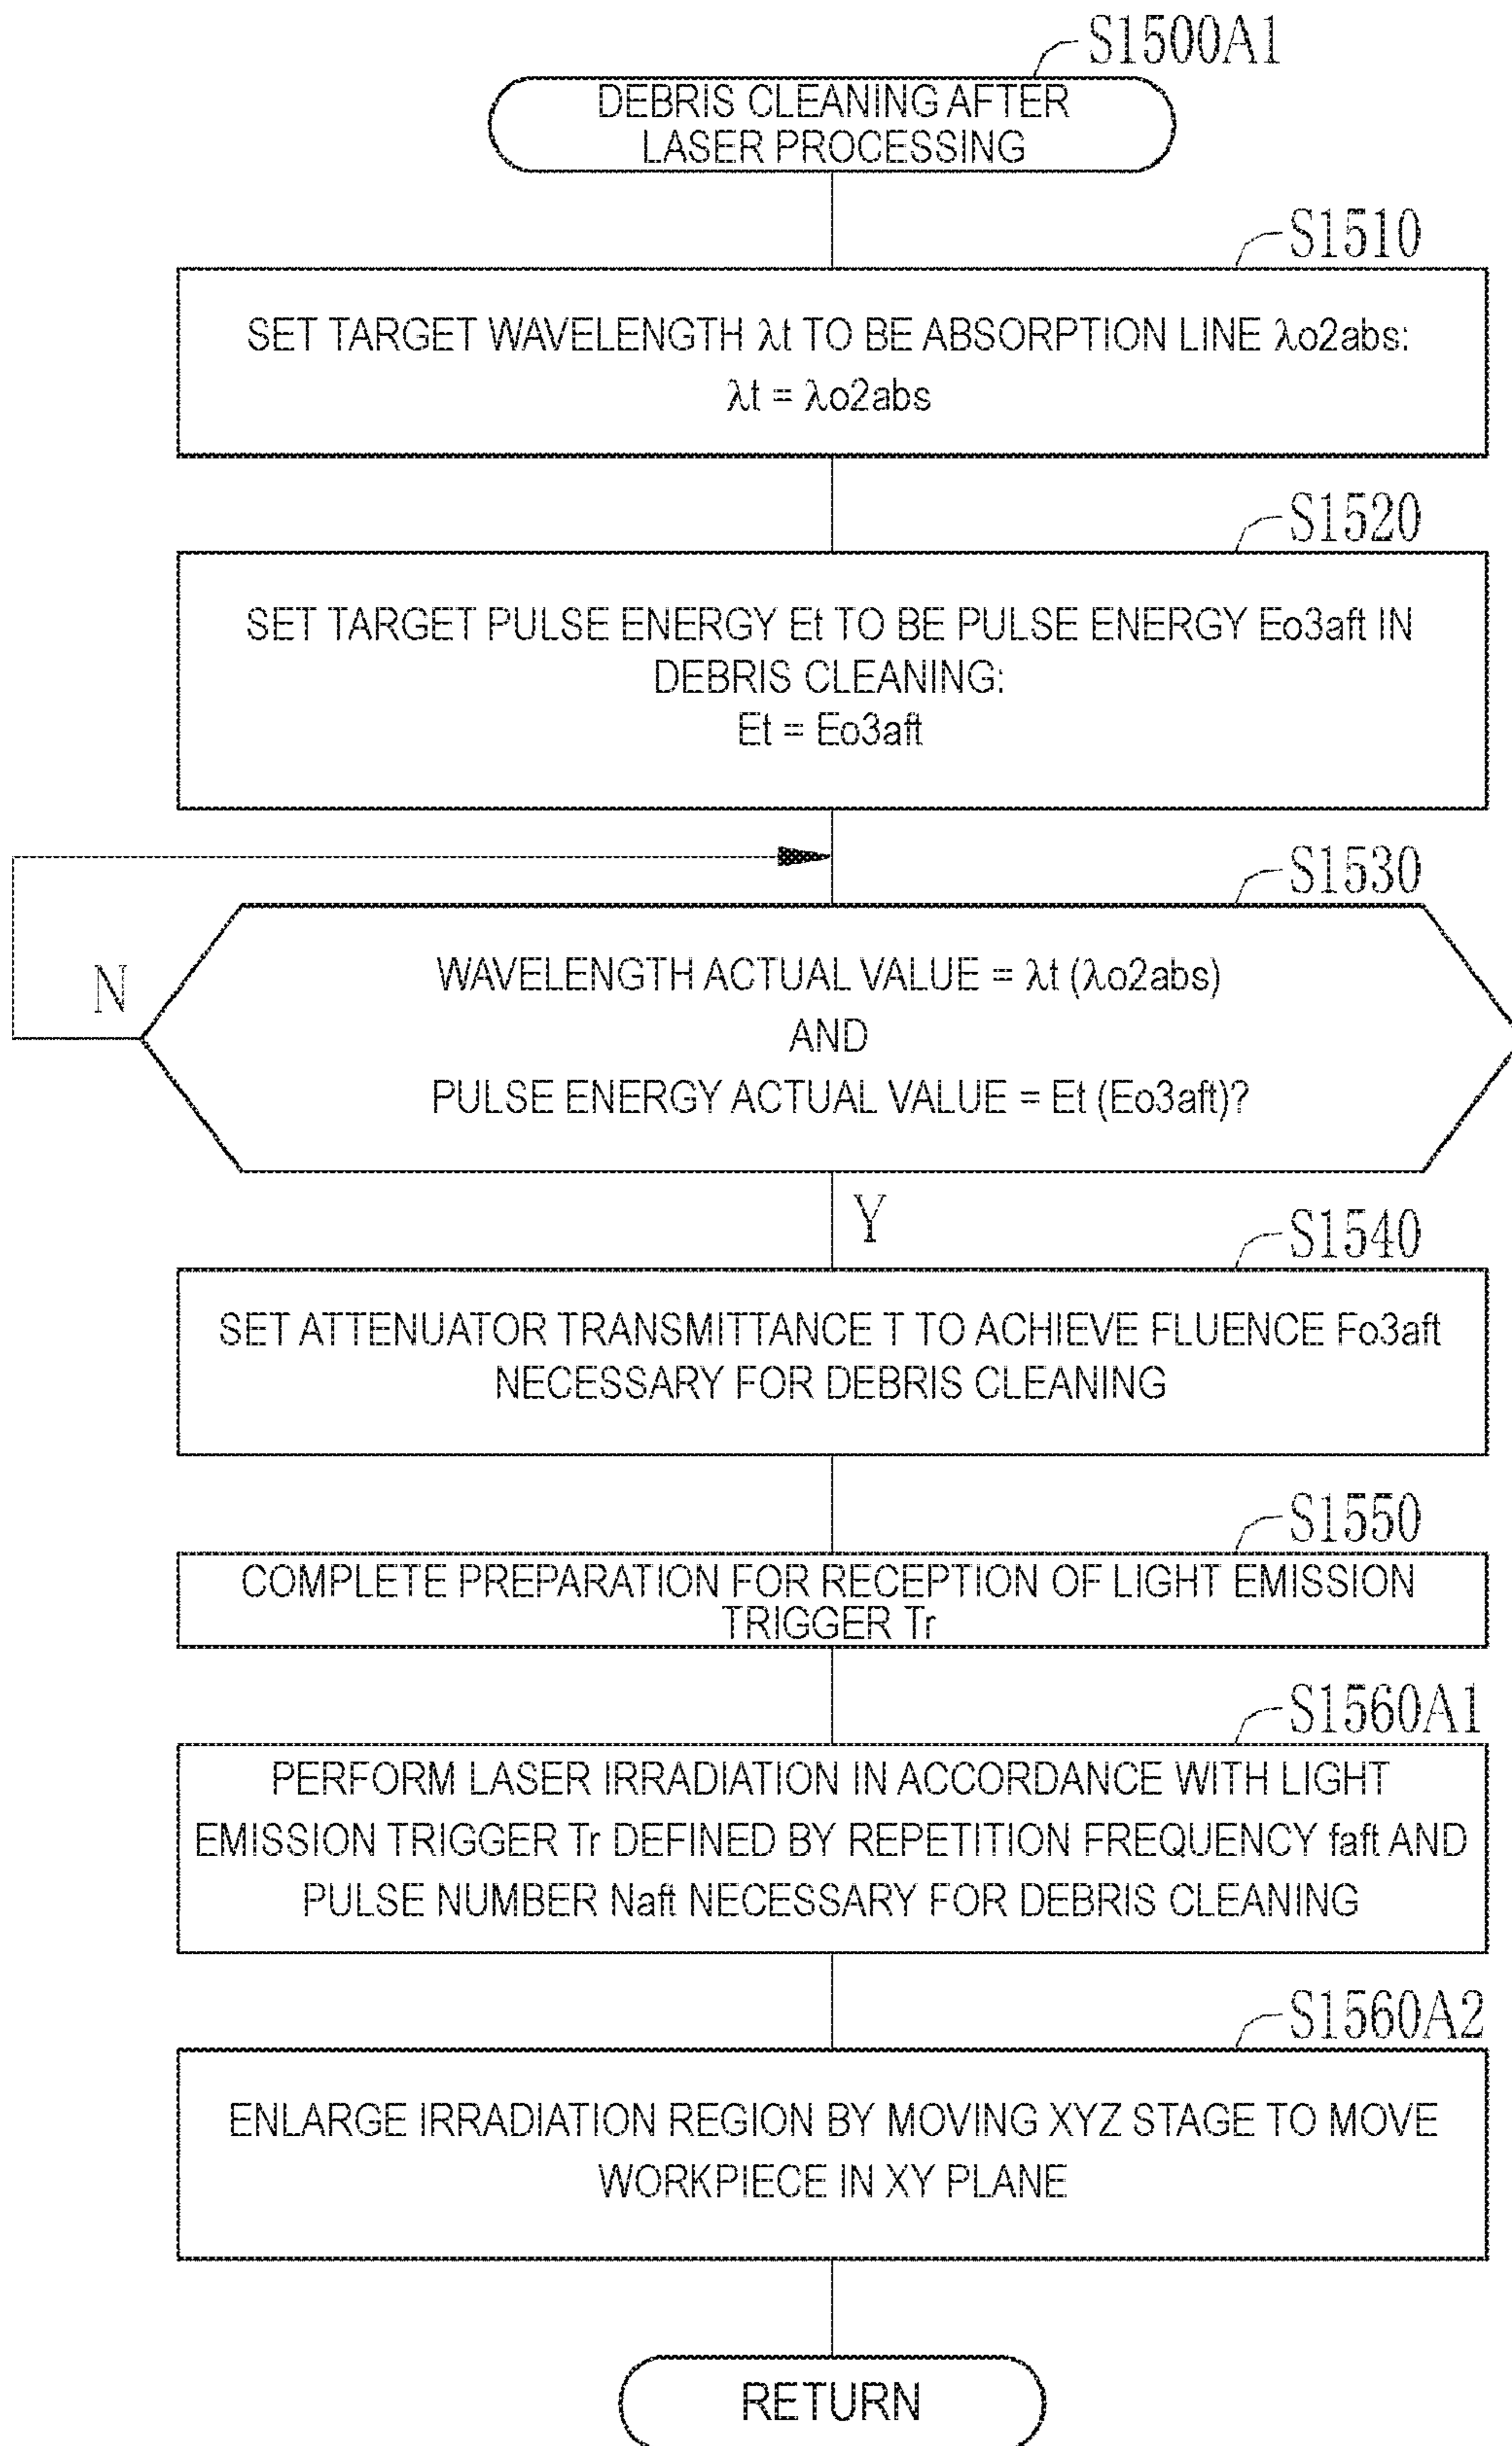 S1500A1
DEBRIS CLEANING AFTER
LASER PROCESSING
S1510
SET TARGET WAVELENGTH λt TO BE ABSORPTION LINE λo2abs:
λt = λo2abs
S1520
SET TARGET PULSE ENERGY Et TO BE PULSE ENERGY Eo3aft IN
DEBRIS CLEANING:
Et = Eo3aft
S1530
WAVELENGTH ACTUAL VALUE = λt (λo2abs)
AND
PULSE ENERGY ACTUAL VALUE = Et (Eo3aft)?
N
Y
S1540
SET ATTENUATOR TRANSMITTANCE T TO ACHIEVE FLUENCE Fo3aft
NECESSARY FOR DEBRIS CLEANING
S1550
COMPLETE PREPARATION FOR RECEPTION OF LIGHT EMISSION
TRIGGER Tr
S1560A1
PERFORM LASER IRRADIATION IN ACCORDANCE WITH LIGHT
EMISSION TRIGGER Tr DEFINED BY REPETITION FREQUENCY faft AND
PULSE NUMBER Naft NECESSARY FOR DEBRIS CLEANING
S1560A2
ENLARGE IRRADIATION REGION BY MOVING XYZ STAGE TO MOVE
WORKPIECE IN XY PLANE
RETURN